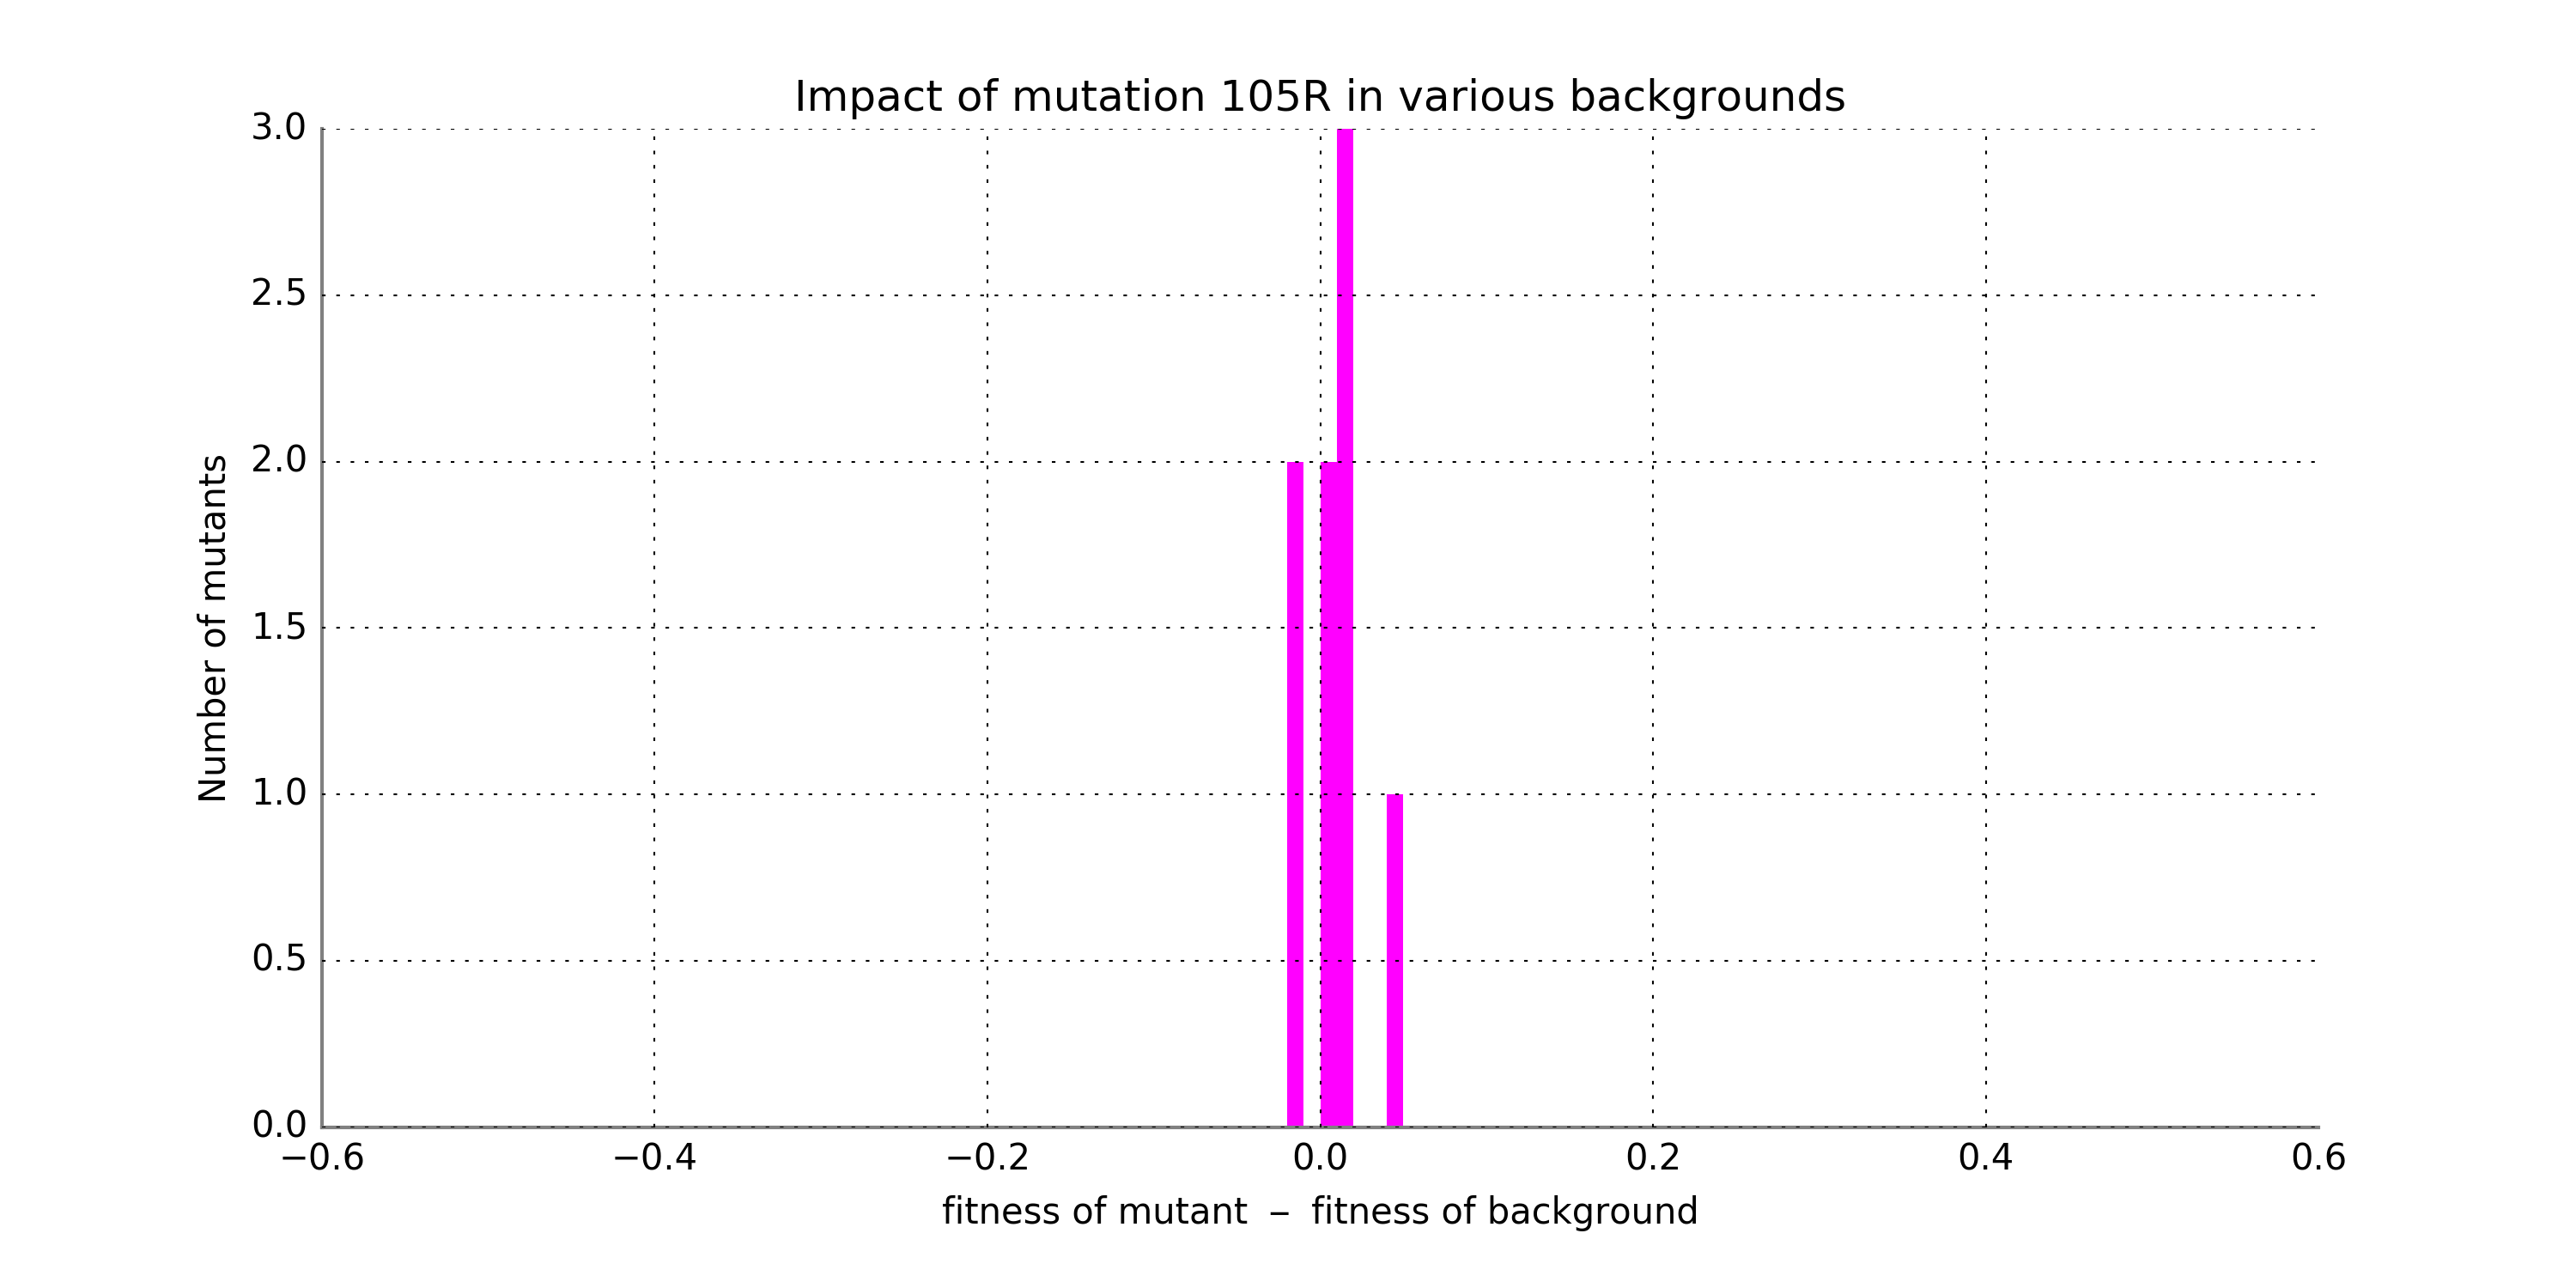 Impact of mutation 105R in various backgrounds
3.0
2.5
2.0
1.5
1.0
0.5
0.0
Number of mutants
−0.6 −0.4 −0.2 0.0 0.2 0.4 0.6
fitness of mutant − fitness of background